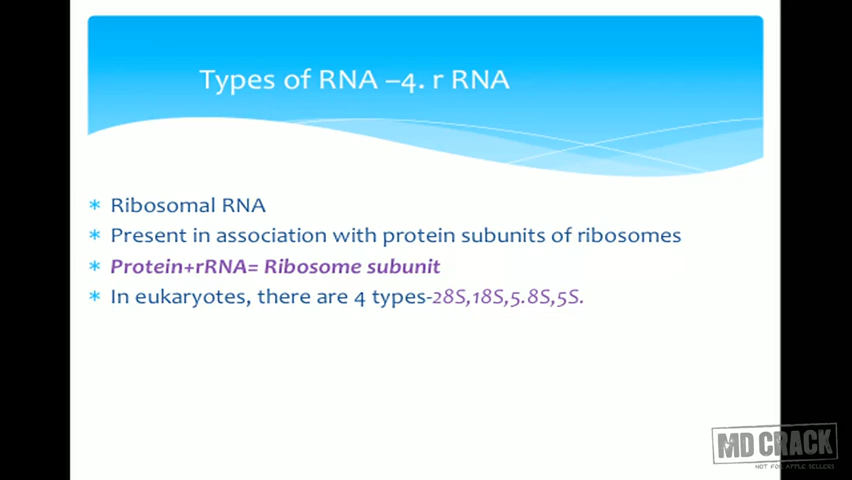 Types of RNA –4. r RNA
* Ribosomal RNA
* Present in association with protein subunits of ribosomes
* Protein+rRNA= Ribosome subunit
* In eukaryotes, there are 4 types-28S,18S,5.8S,5S.
MD CRACK
NOT FOR APPLE SELLERS